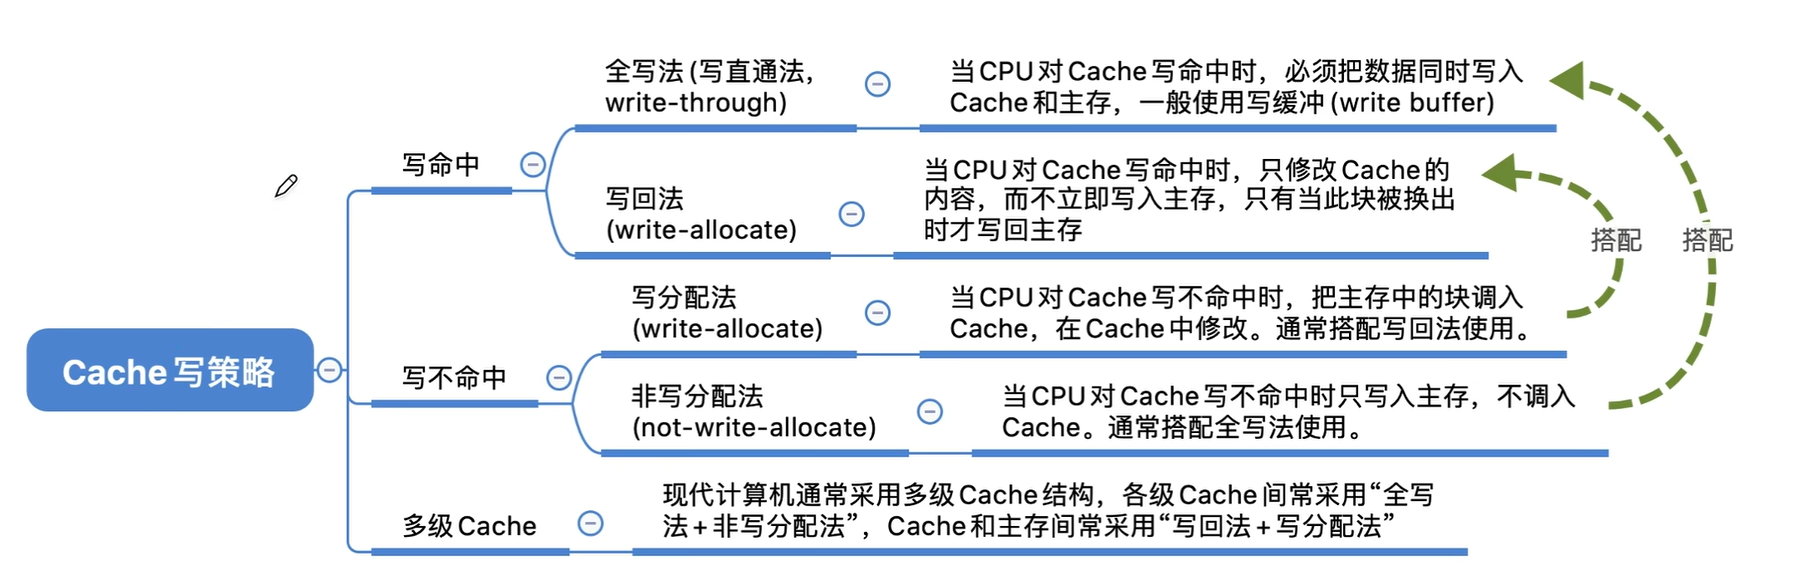 全写法(写直通法，
write-through)
当CPU对Cache写命中时，必须把数据同时写入
Cache和主存，一般使用写缓冲(write buffer)
写命中
写回法
(write-allocate)
当CPU对Cache写命中时，只修改Cache的
内容，而不立即写入主存，只有当此块被换出
时才写回主存
搭配
搭配
Cache写策略
写不命中
写分配法
(write-allocate)
当CPU对Cache写不命中时，把主存中的块调入
Cache，在Cache中修改。通常搭配写回法使用。
非写分配法
(not-write-allocate)
当CPU对Cache写不命中时只写入主存，不调入
Cache。通常搭配全写法使用。
多级Cache
现代计算机通常采用多级Cache结构，各级Cache间常采用“全写
法+非写分配法”，Cache和主存间常采用“写回法+写分配法”